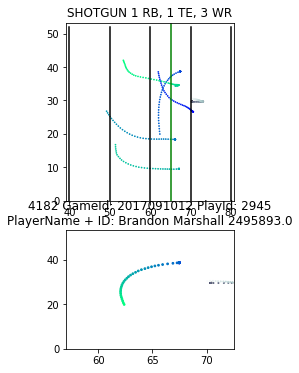 SHOTGUN 1 RB, 1 TE, 3 WR
50
40
30
20
10
0
40 50 60 70 80
4182 GameId: 2017091012 PlayId: 2945
PlayerName + ID: Brandon Marshall 2495893.0
40
20
0
60 65 70